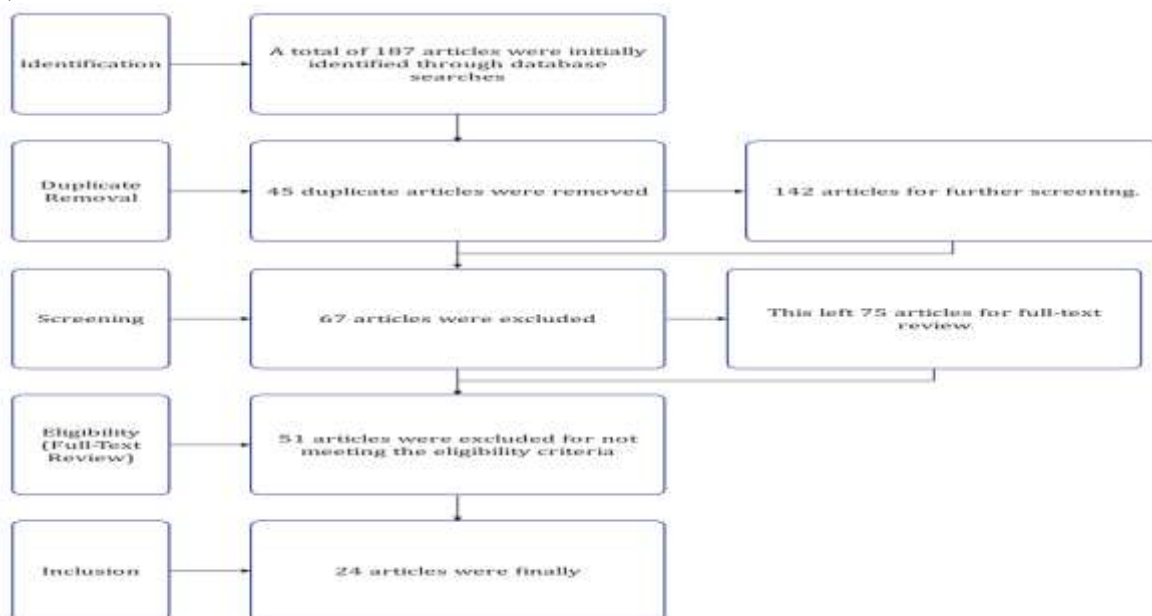 Identification
A total of 187 articles were initially
identified through database
searches
Duplicate
Removal
45 duplicate articles were removed
142 articles for further screening.
Screening
67 articles were excluded
This left 75 articles for full-text
review
Eligibility
(Full-Text
Review)
51 articles were excluded for not
meeting the eligibility criteria
Inclusion
24 articles were finally